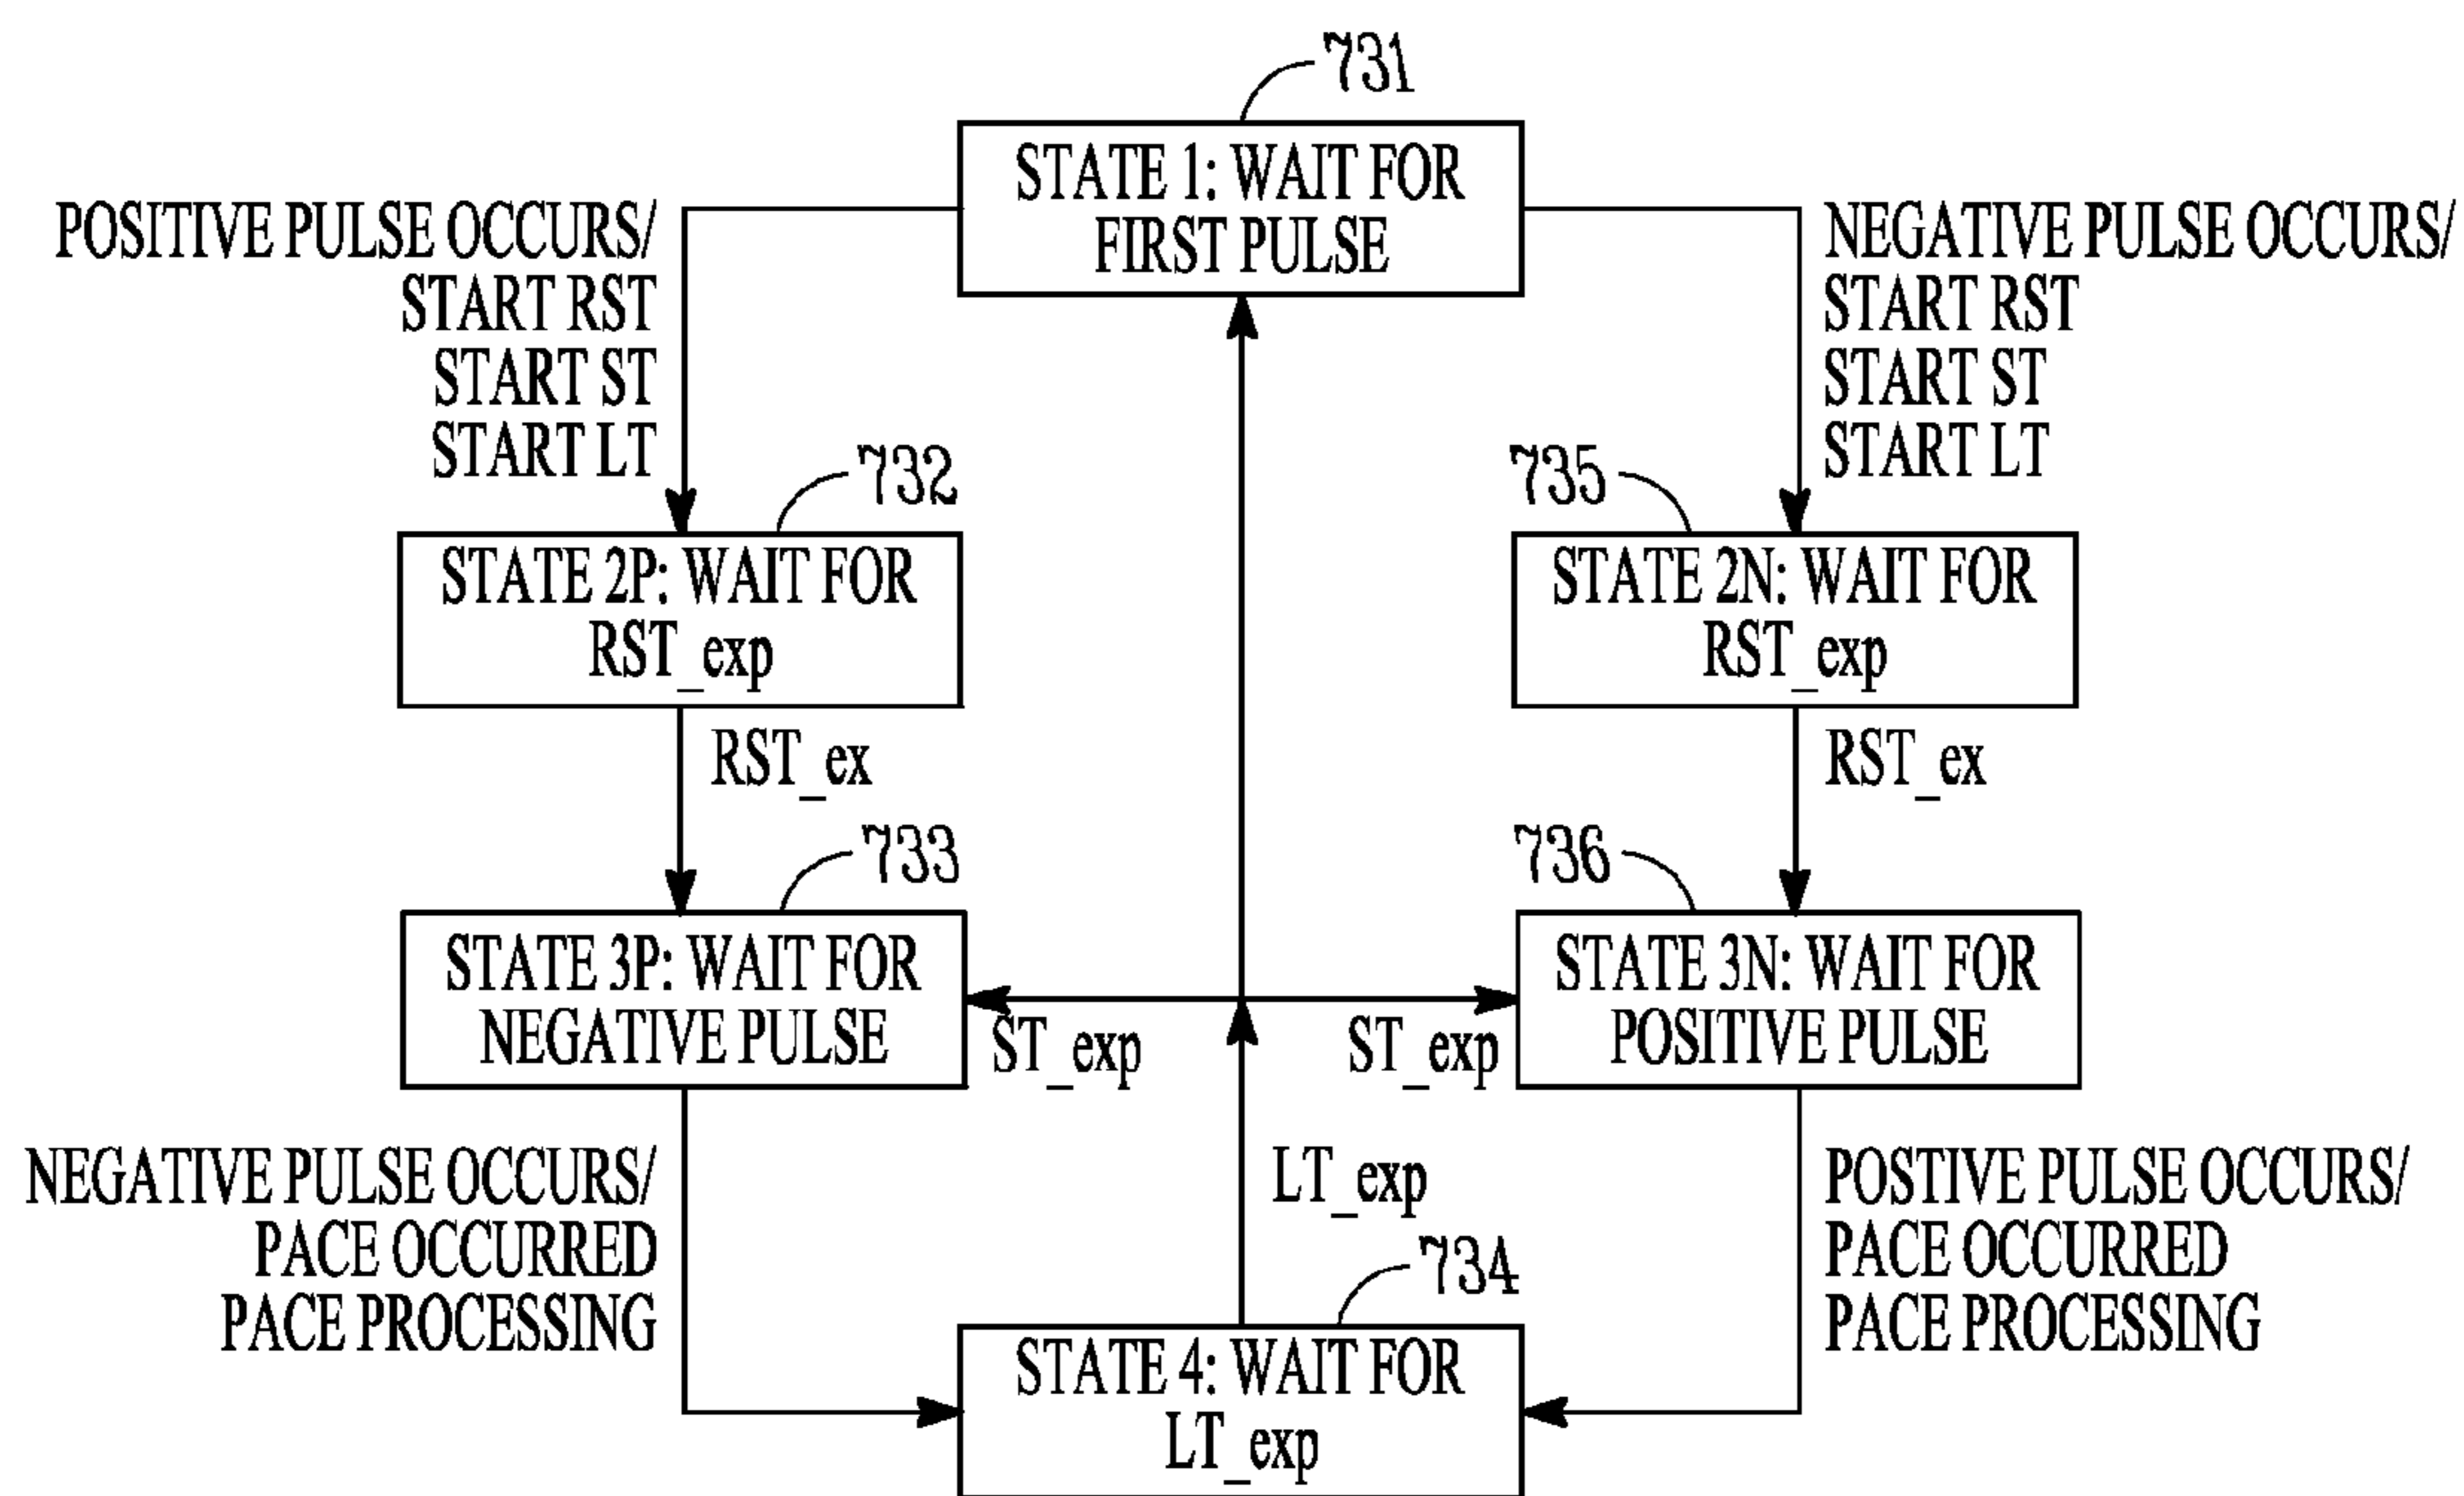 731
STATE 1: WAIT FOR
FIRST PULSE
POSITIVE PULSE OCCURS/
START RST
START ST
START LT
NEGATIVE PULSE OCCURS/
START RST
START ST
START LT
732
STATE 2P: WAIT FOR
RST_exp
735
STATE 2N: WAIT FOR
RST_exp
RST_ex
RST_ex
733
STATE 3P: WAIT FOR
NEGATIVE PULSE
736
STATE 3N: WAIT FOR
POSITIVE PULSE
ST_exp
ST_exp
NEGATIVE PULSE OCCURS/
PACE OCCURRED
PACE PROCESSING
LT_exp
POSTIVE PULSE OCCURS/
PACE OCCURRED
PACE PROCESSING
734
STATE 4: WAIT FOR
LT_exp